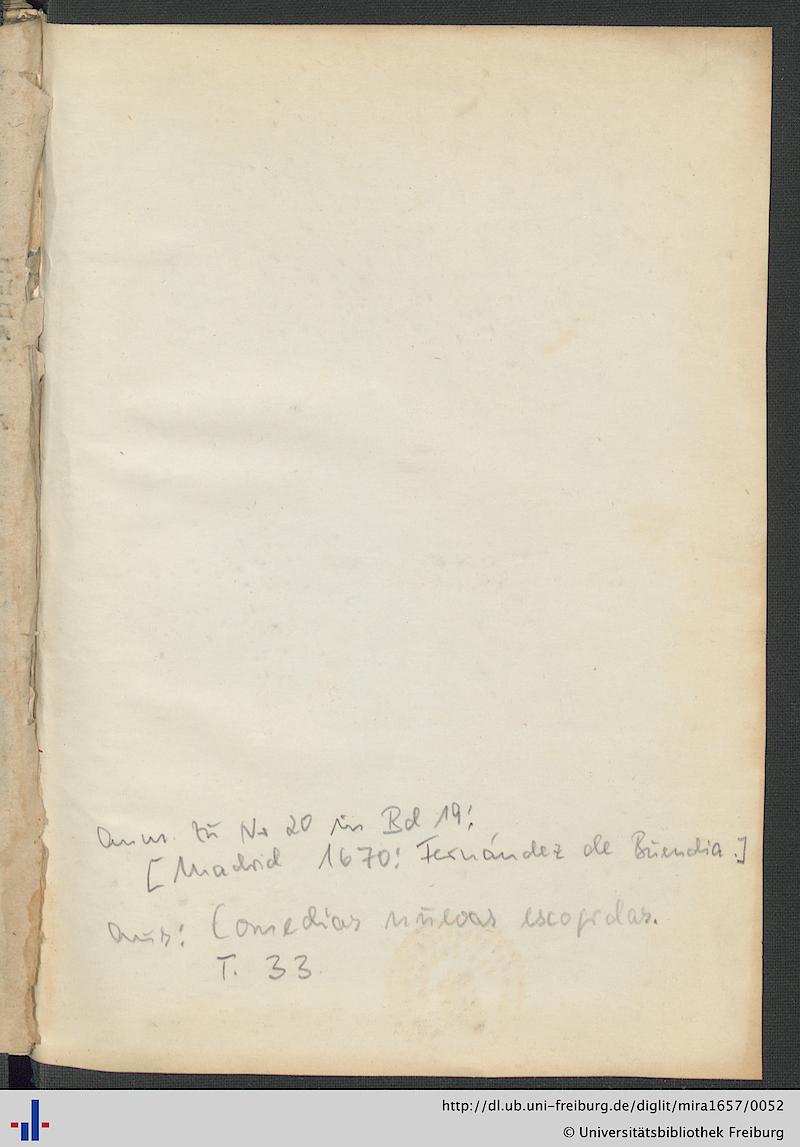 Anm. zu Nr 20 in Bd 19:
[Madrid 1670: Fernández de Buendia.]
Aus: Comedias nuevas escogidas.
T. 33.
http://dl.ub.uni-freiburg.de/diglit/mira1657/0052
© Universitätsbibliothek Freiburg